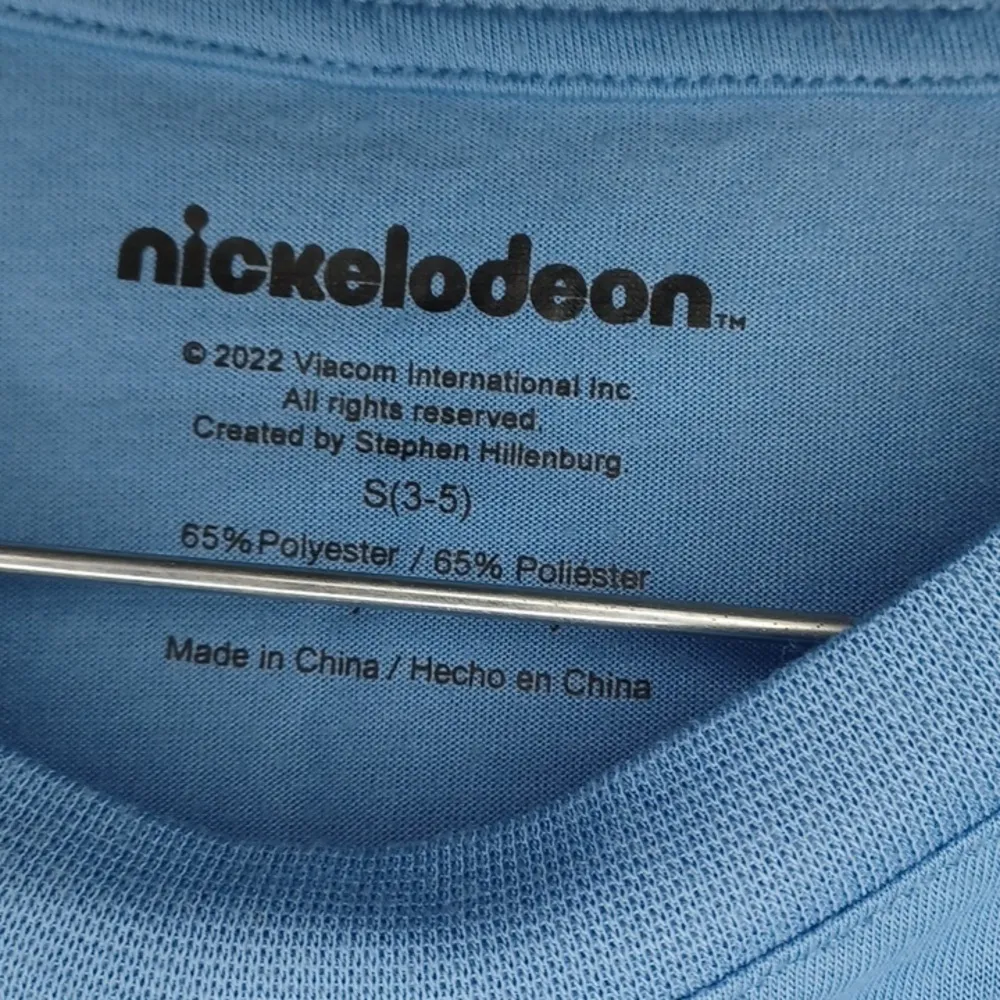 nickelodeon™
© 2022 Viacom International Inc.
All rights reserved.
Created by Stephen Hillenburg.
S(3-5)
65% Polyester / 65% Poliéster
Made in China / Hecho en China